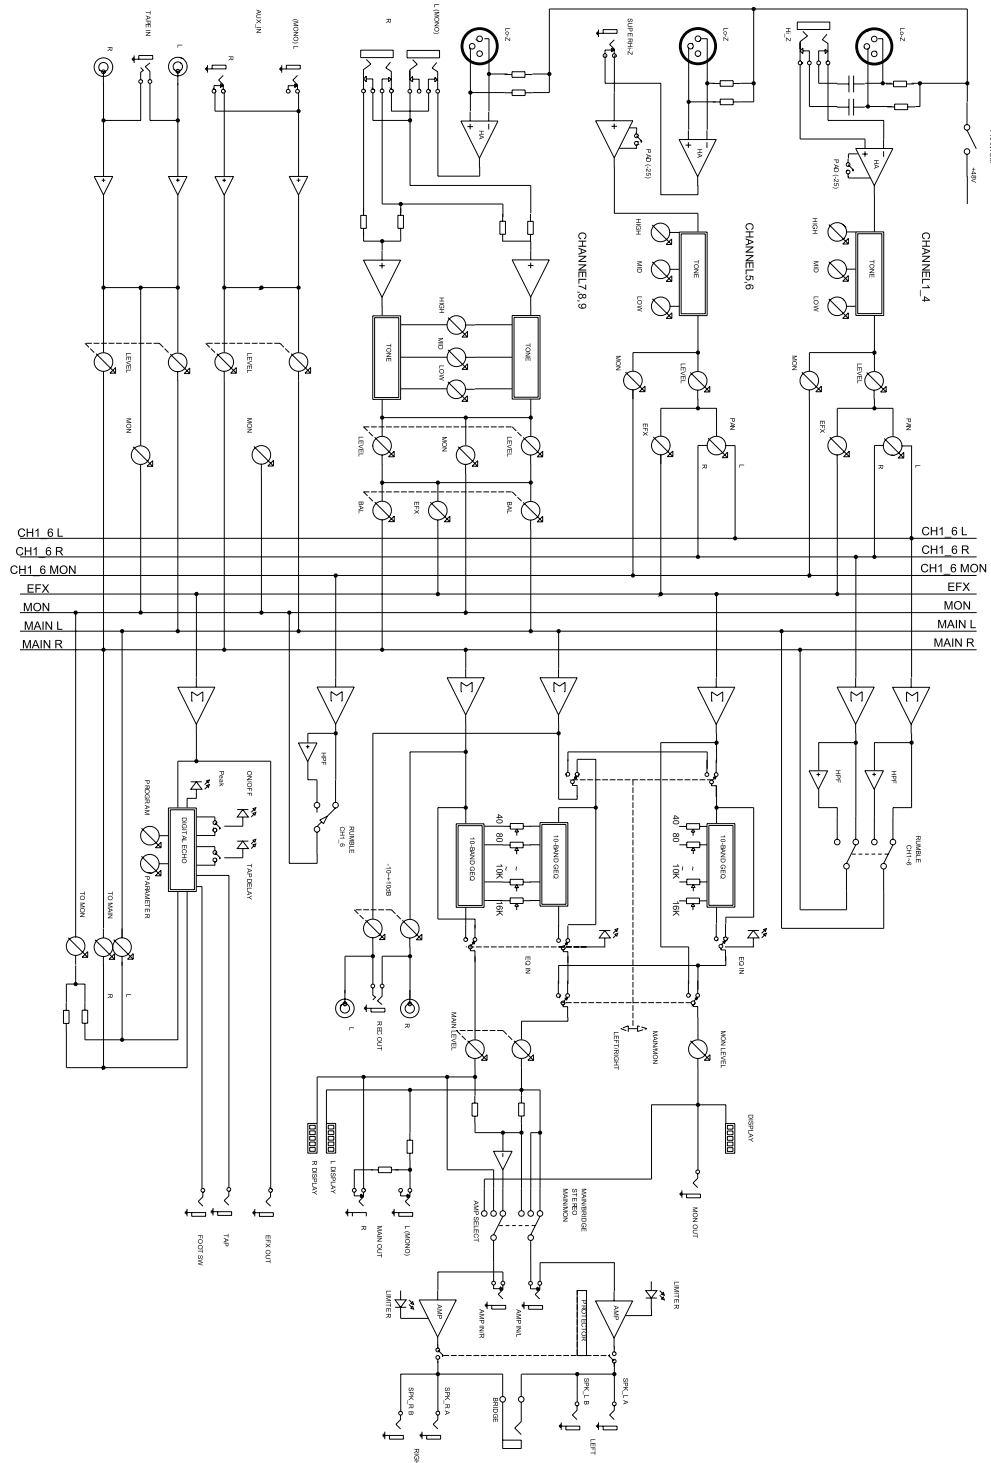 TAPE IN
R
L
AUX_IN
R
(MONO) L
R
L (MONO)
Lo-Z
SUPER HI-Z
Lo-Z
Hi_Z
Lo-Z
+48V
HA
PAD (-25)
HA
PAD (-25)
HA
CHANNEL7,8,9
CHANNEL5,6
CHANNEL1_4
HIGH
MID
LOW
TONE
HIGH
MID
LOW
TONE
HIGH
MID
LOW
TONE
TONE
LEVEL
LEVEL
MON
LEVEL
MON
LEVEL
MON
MON
LEVEL
MON
LEVEL
EFX
PAN
R
L
EFX
PAN
R
L
BAL
EFX
BAL
CH1_6 L
CH1_6 L
CH1_6 R
CH1_6 R
CH1_6 MON
CH1_6 MON
EFX
EFX
MON
MON
MAIN L
MAIN L
MAIN R
MAIN R
HPF
HPF
HPF
RUMBLE
CH1_6
RUMBLE
CH1~6
Peak
ON/OFF
PROGRAM
DIGITAL ECHO
PARAMETER
TAP DELAY
10-BAND GEQ
40
80
~
10K
16K
10-BAND GEQ
40
80
~
10K
16K
10-BAND GEQ
-10~+10dB
TO MON
TO MAIN
R
L
EQ IN
EQ IN
L
REC OUT
R
MAIN LEVEL
LEFT/RIGHT
MAIN/MON
MON LEVEL
R DISPLAY
L DISPLAY
DISPLAY
FOOT SW
TAP
EFX OUT
R
MAIN OUT
L (MONO)
AMP SELECT
MAIN/MON
STEREO
MAIN/BRIDGE
MON OUT
LIMITER
AMP
AMP IN/R
AMP IN/L
PROTECTOR
AMP
LIMITER
SPK_R B
SPK_R A
BRIDGE
SPK_L B
SPK_L A
LEFT